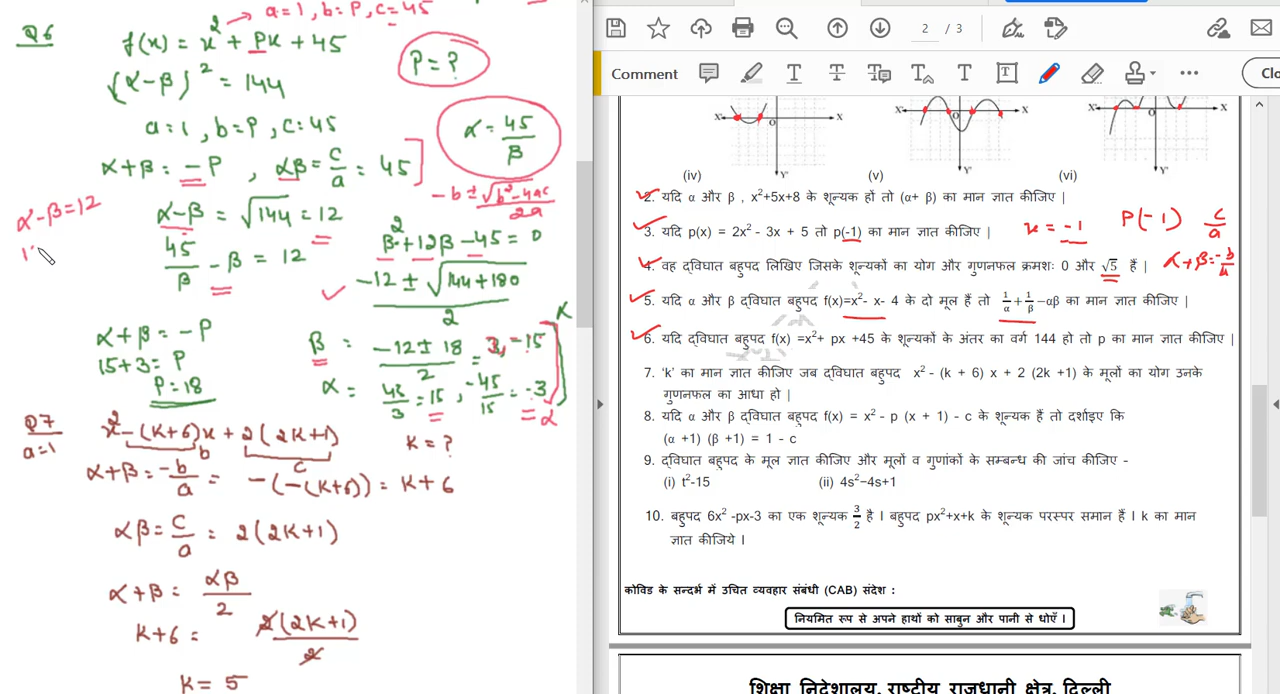 a=1, b=P, c=45
Q6
f(x) = x² + Px + 45
P=?
(α-β)² = 144
a=1, b=P, c=45
α = 45/β
α+β = -P, αβ = c/a = 45
-b ± √b²-4ac / 2a
α-β=12
α-β = √144 = 12
β²+12β-45=0
45/β - β = 12
-12 ± √144+180 / 2
α+β = -P
15+3 = P
P=18
β = -12 ± 18 / 2 = 3, -15
α = 45/3 = 15, -45/15 = -3
α
= α
Q7
a=1
x² - (K+6)x + 2(2K+1)
b
c
K=?
α+β = -b/a = -(-(K+6)) = K+6
αβ = c/a = 2(2K+1)
α+β = αβ/2
K+6 = 2(2K+1)/2
K = 5
2 / 3
Comment
Clo
X' O X
Y'
(iv) (v) (vi)
2. यदि α और β , x²+5x+8 के शून्यक हों तो (α+ β) का मान ज्ञात कीजिए |
3. यदि p(x) = 2x² - 3x + 5 तो p(-1) का मान ज्ञात कीजिए |
x = -1 P(-1) c/a
4. वह द्विघात बहुपद लिखिए जिसके शून्यकों का योग और गुणनफल क्रमशः 0 और √5 हैं |
α+β = -b/a
5. यदि α और β द्विघात बहुपद f(x)=x²- x- 4 के दो मूल हैं तो 1/α + 1/β −αβ का मान ज्ञात कीजिए |
6. यदि द्विघात बहुपद f(x) =x²+ px +45 के शून्यकों के अंतर का वर्ग 144 हो तो p का मान ज्ञात कीजिए |
7. ‘k’ का मान ज्ञात कीजिए जब द्विघात बहुपद x² - (k + 6) x + 2 (2k +1) के मूलों का योग उनके
गुणनफल का आधा हो |
8. यदि α और β द्विघात बहुपद f(x) = x² - p (x + 1) - c के शून्यक हैं तो दर्शाइए कि
(α +1) (β +1) = 1 - c
9. द्विघात बहुपद के मूल ज्ञात कीजिए और मूलों व गुणांकों के सम्बन्ध की जांच कीजिए -
(i) t²-15 (ii) 4s²−4s+1
10. बहुपद 6x² -px-3 का एक शून्यक 3/2 है l बहुपद px²+x+k के शून्यक परस्पर समान हैं l k का मान
ज्ञात कीजिये l
कोविड के सन्दर्भ में उचित व्यवहार संबंधी (CAB) संदेश :
नियमित रूप से अपने हाथों को साबुन और पानी से धोएँ l
शिक्षा निदेशालय, राष्ट्रीय राजधानी क्षेत्र, दिल्ली